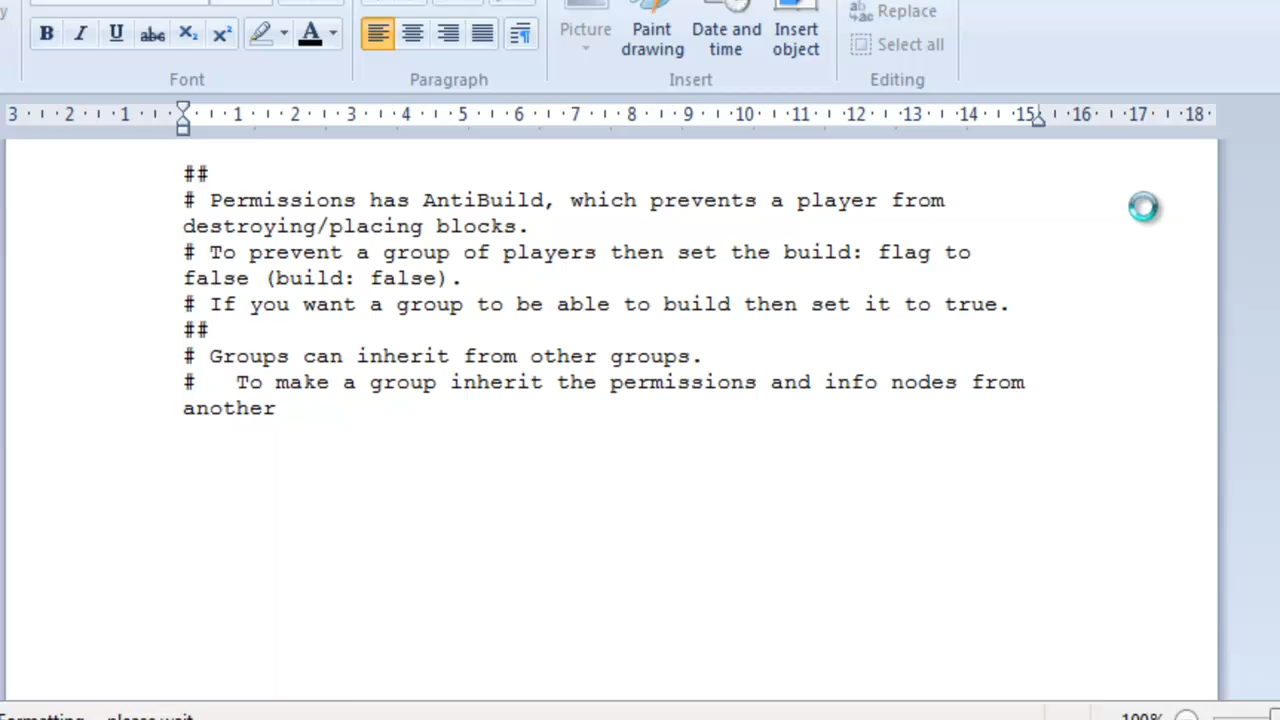 Replace
B I U abc X₂ X² A
Picture
Paint drawing
Date and time
Insert object
Select all
Font
Paragraph
Insert
Editing
3 2 1 1 2 3 4 5 6 7 8 9 10 11 12 13 14 15 16 17 18
##
# Permissions has AntiBuild, which prevents a player from
destroying/placing blocks.
# To prevent a group of players then set the build: flag to
false (build: false).
# If you want a group to be able to build then set it to true.
##
# Groups can inherit from other groups.
#   To make a group inherit the permissions and info nodes from
another
Formatting... please wait
100%